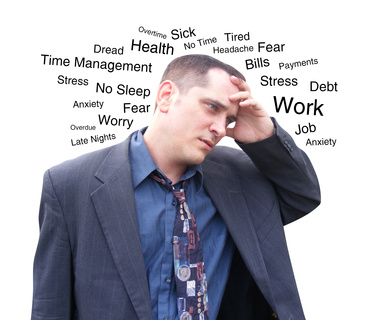 Overtime Sick
Dread Health No Time Tired
Headache Fear
Time Management Bills Payments
Stress No Sleep Stress Debt
Anxiety Fear Work
Worry Job
Overdue Anxiety
Late Nights